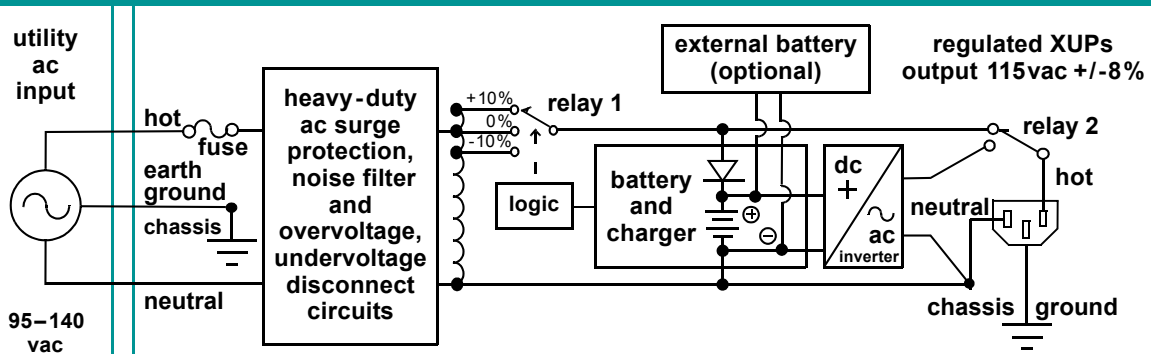 utility
ac
input
95–140
vac
hot
fuse
earth
ground
chassis
neutral
heavy-duty
ac surge
protection,
noise filter
and
overvoltage,
undervoltage
disconnect
circuits
+10%
0%
-10%
relay 1
logic
external battery
(optional)
battery
and
charger
+
−
dc
+
ac
inverter
regulated XUPs
output 115vac +/-8%
relay 2
hot
neutral
chassis ground